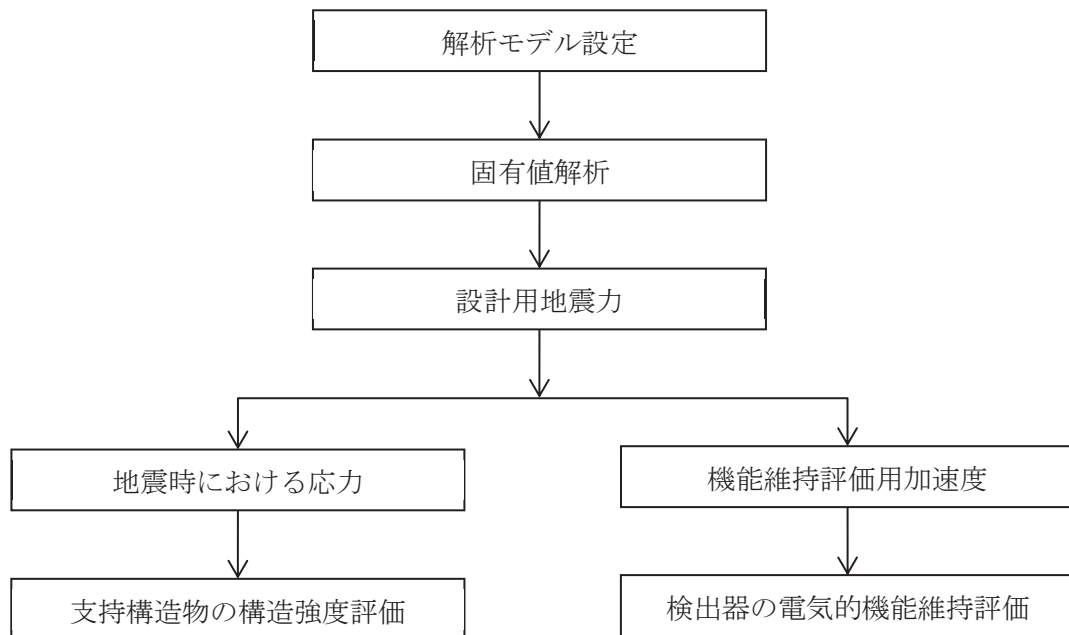 解析モデル設定
固有値解析
設計用地震力
地震時における応力
機能維持評価用加速度
支持構造物の構造強度評価
検出器の電気的機能維持評価